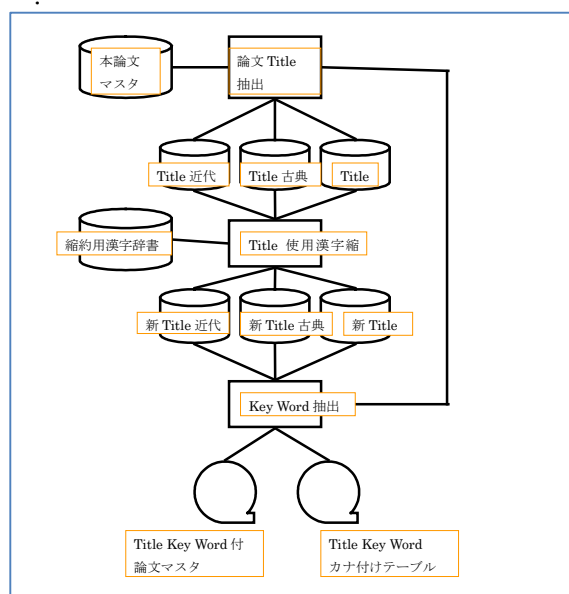 本論文
マスタ
論文 Title
抽出
Title 近代
Title 古典
Title
縮約用漢字辞書
Title 使用漢字縮
新 Title 近代
新 Title 古典
新 Title
Key Word 抽出
Title Key Word 付
論文マスタ
Title Key Word
カナ付けテーブル